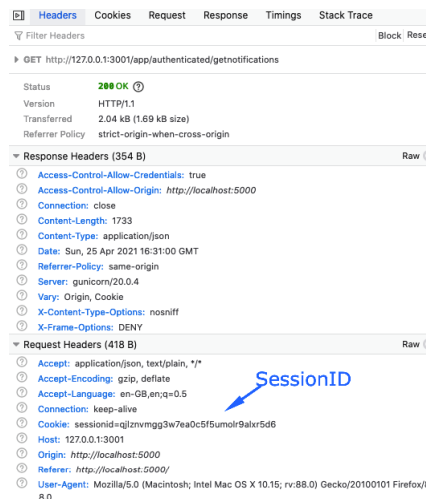 Headers Cookies Request Response Timings Stack Trace
Filter Headers Block Rese
GET http://127.0.0.1:3001/app/authenticated/getnotifications
Status 200 OK
Version HTTP/1.1
Transferred 2.04 kB (1.69 kB size)
Referrer Policy strict-origin-when-cross-origin
Response Headers (354 B) Raw
Access-Control-Allow-Credentials: true
Access-Control-Allow-Origin: http://localhost:5000
Connection: close
Content-Length: 1733
Content-Type: application/json
Date: Sun, 25 Apr 2021 16:31:00 GMT
Referrer-Policy: same-origin
Server: gunicorn/20.0.4
Vary: Origin, Cookie
X-Content-Type-Options: nosniff
X-Frame-Options: DENY
Request Headers (418 B) Raw
Accept: application/json, text/plain, */*
Accept-Encoding: gzip, deflate
SessionID
Accept-Language: en-GB,en;q=0.5
Connection: keep-alive
Cookie: sessionid=qjlznvmgg3w7ea0c5f5umolr9alxr5d6
Host: 127.0.0.1:3001
Origin: http://localhost:5000
Referer: http://localhost:5000/
User-Agent: Mozilla/5.0 (Macintosh; Intel Mac OS X 10.15; rv:88.0) Gecko/20100101 Firefox/8
8.0